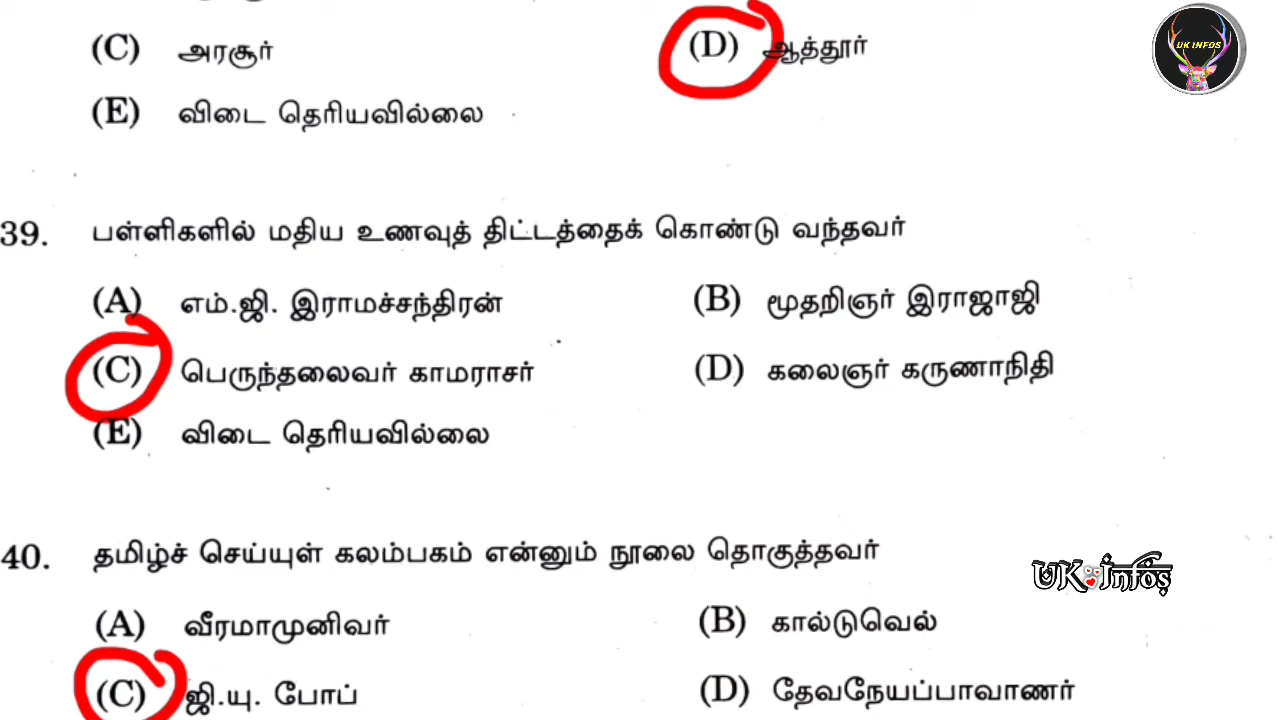 (C) அரசூர் (D) ஆத்தூர்
UK INFOS
(E) விடை தெரியவில்லை
39. பள்ளிகளில் மதிய உணவுத் திட்டத்தைக் கொண்டு வந்தவர்
(A) எம்.ஜி. இராமச்சந்திரன் (B) மூதறிஞர் இராஜாஜி
(C) பெருந்தலைவர் காமராசர் (D) கலைஞர் கருணாநிதி
(E) விடை தெரியவில்லை
40. தமிழ்ச் செய்யுள் கலம்பகம் என்னும் நூலை தொகுத்தவர்
UK Infos
(A) வீரமாமுனிவர் (B) கால்டுவெல்
(C) ஜி.யு. போப் (D) தேவநேயப்பாவாணர்